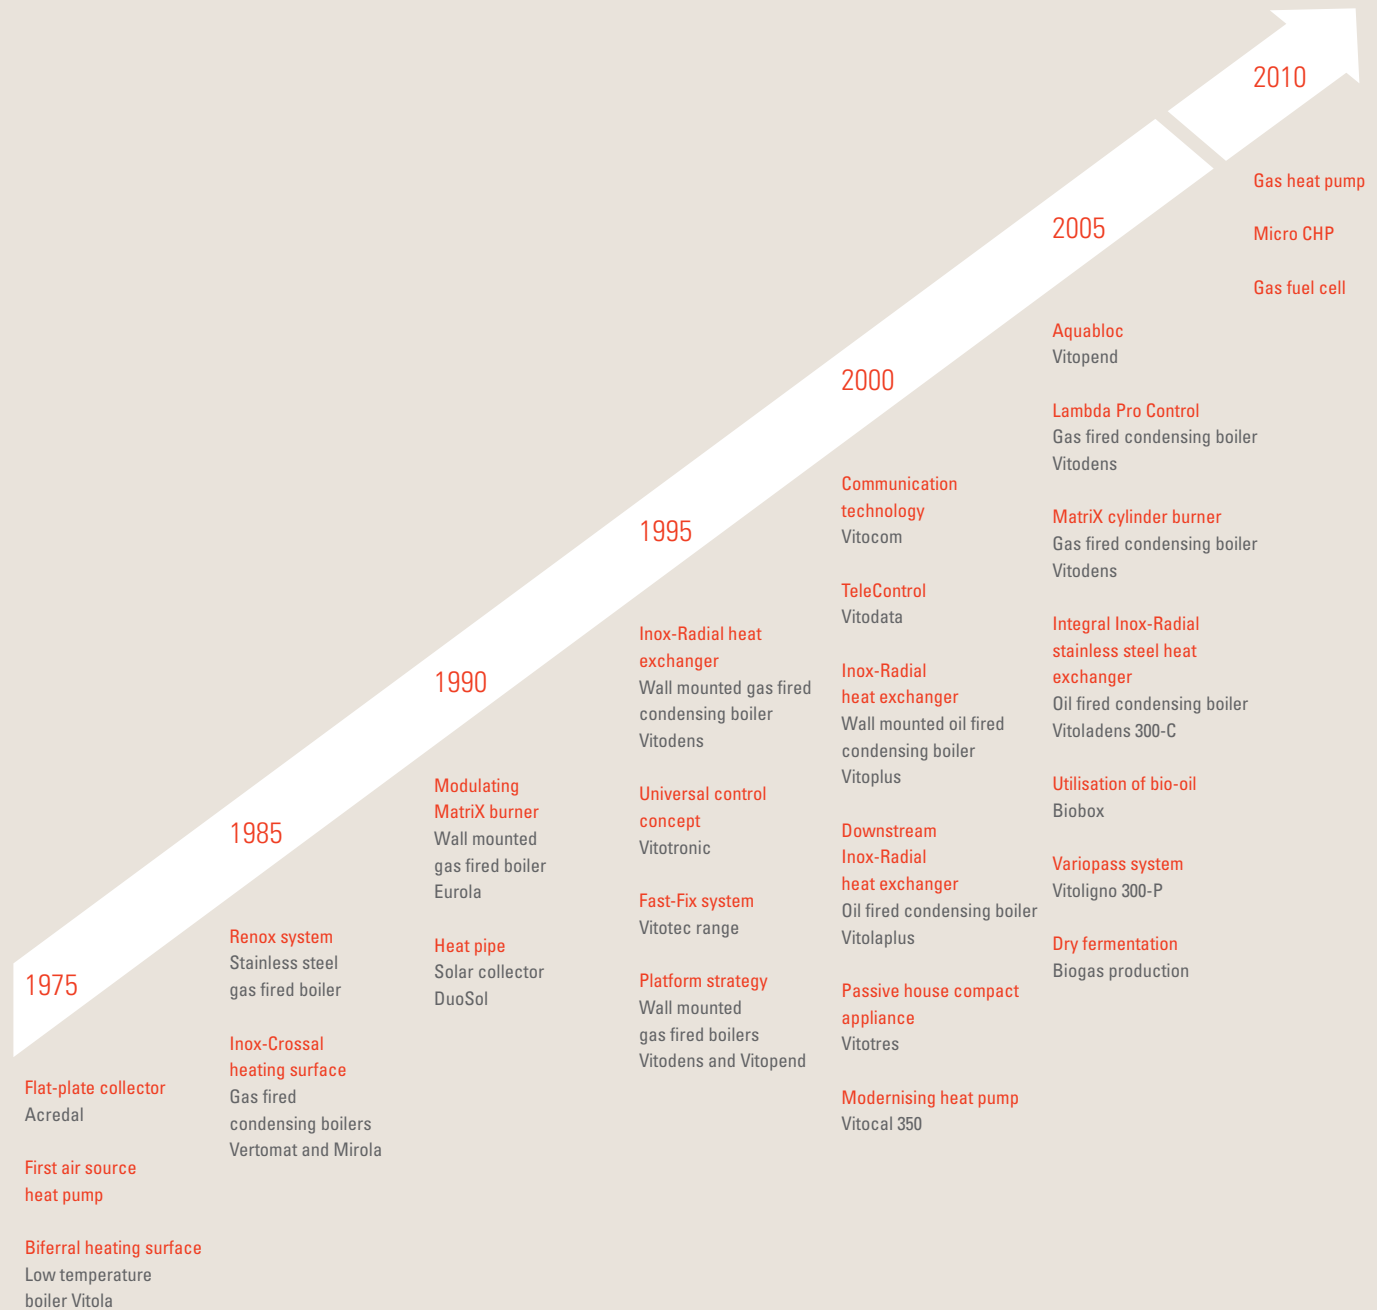 1975
Flat-plate collector
Acredal
First air source
heat pump
Biferral heating surface
Low temperature
boiler Vitola
1985
Renox system
Stainless steel
gas fired boiler
Inox-Crossal
heating surface
Gas fired
condensing boilers
Vertomat and Mirola
1990
Modulating
MatriX burner
Wall mounted
gas fired boiler
Eurola
Heat pipe
Solar collector
DuoSol
1995
Inox-Radial heat
exchanger
Wall mounted gas fired
condensing boiler
Vitodens
Universal control
concept
Vitotronic
Fast-Fix system
Vitotec range
Platform strategy
Wall mounted
gas fired boilers
Vitodens and Vitopend
2000
Communication
technology
Vitocom
TeleControl
Vitodata
Inox-Radial
heat exchanger
Wall mounted oil fired
condensing boiler
Vitoplus
Downstream
Inox-Radial
heat exchanger
Oil fired condensing boiler
Vitolaplus
Passive house compact
appliance
Vitotres
Modernising heat pump
Vitocal 350
2005
Aquabloc
Vitopend
Lambda Pro Control
Gas fired condensing boiler
Vitodens
MatriX cylinder burner
Gas fired condensing boiler
Vitodens
Integral Inox-Radial
stainless steel heat
exchanger
Oil fired condensing boiler
Vitoladens 300-C
Utilisation of bio-oil
Biobox
Variopass system
Vitoligno 300-P
Dry fermentation
Biogas production
2010
Gas heat pump
Micro CHP
Gas fuel cell